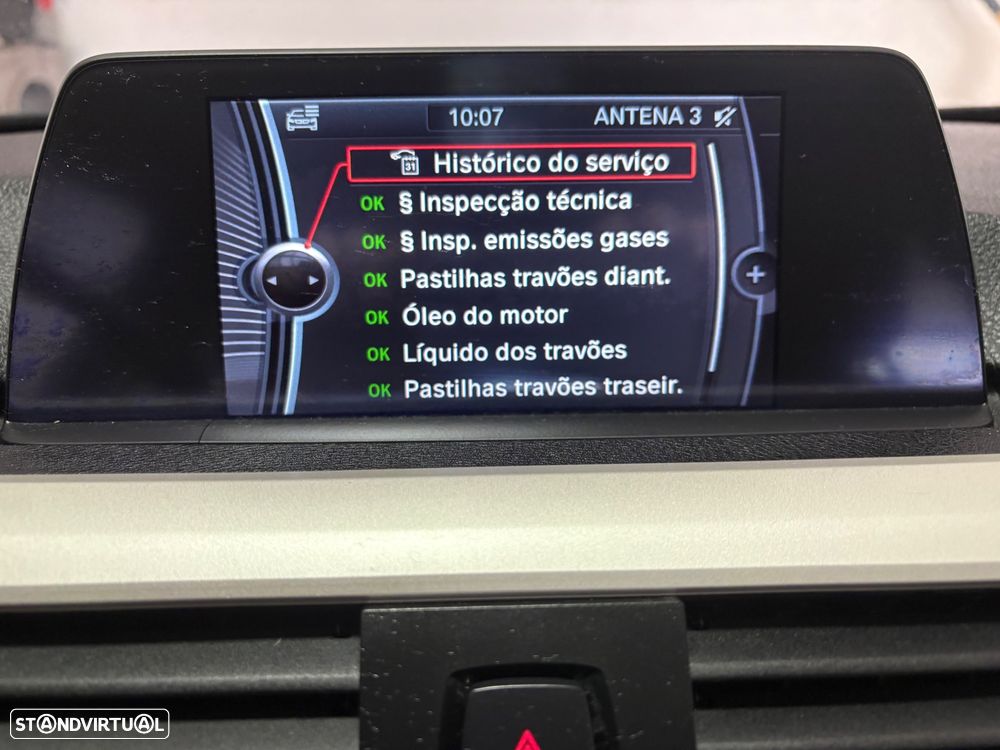 10:07 ANTENA 3
31 Histórico do serviço
OK § Inspecção técnica
OK § Insp. emissões gases
OK Pastilhas travões diant.
OK Óleo do motor
OK Líquido dos travões
OK Pastilhas travões traseir.
STANDVIRTUAL